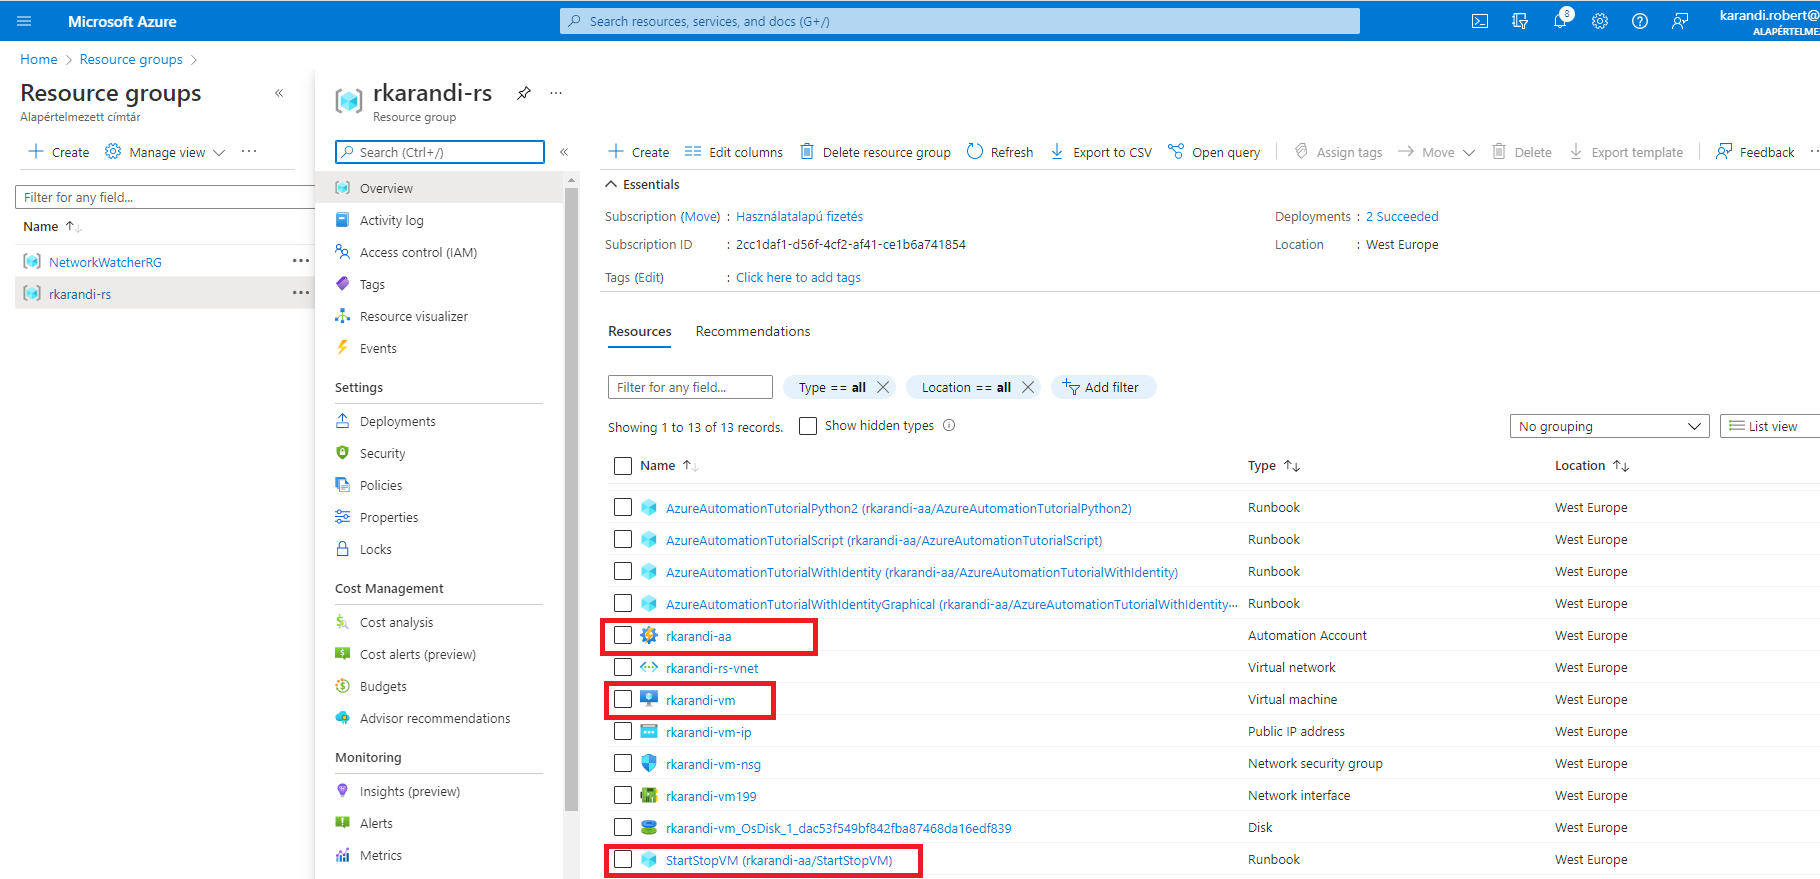 Microsoft Azure
Search resources, services, and docs (G+/)
8
karandi.robert@
ALAPÉRTELMEZ
Home > Resource groups >
Resource groups
Alapértelmezett címtár
Create
Manage view
Filter for any field...
Name
NetworkWatcherRG
rkarandi-rs
rkarandi-rs
Resource group
Search (Ctrl+/)
Overview
Activity log
Access control (IAM)
Tags
Resource visualizer
Events
Settings
Deployments
Security
Policies
Properties
Locks
Cost Management
Cost analysis
Cost alerts (preview)
Budgets
Advisor recommendations
Monitoring
Insights (preview)
Alerts
Metrics
Create Edit columns Delete resource group Refresh Export to CSV Open query Assign tags Move Delete Export template Feedback
Essentials
Subscription (Move) : Használatalapú fizetés
Subscription ID : 2cc1daf1-d56f-4cf2-af41-ce1b6a741854
Tags (Edit) : Click here to add tags
Deployments : 2 Succeeded
Location : West Europe
Resources Recommendations
Filter for any field... Type == all Location == all Add filter
Showing 1 to 13 of 13 records. Show hidden types No grouping List view
Name Type Location
AzureAutomationTutorialPython2 (rkarandi-aa/AzureAutomationTutorialPython2) Runbook West Europe
AzureAutomationTutorialScript (rkarandi-aa/AzureAutomationTutorialScript) Runbook West Europe
AzureAutomationTutorialWithIdentity (rkarandi-aa/AzureAutomationTutorialWithIdentity) Runbook West Europe
AzureAutomationTutorialWithIdentityGraphical (rkarandi-aa/AzureAutomationTutorialWithIdentity... Runbook West Europe
rkarandi-aa Automation Account West Europe
rkarandi-rs-vnet Virtual network West Europe
rkarandi-vm Virtual machine West Europe
rkarandi-vm-ip Public IP address West Europe
rkarandi-vm-nsg Network security group West Europe
rkarandi-vm199 Network interface West Europe
rkarandi-vm_OsDisk_1_dac53f549bf842fba87468da16edf839 Disk West Europe
StartStopVM (rkarandi-aa/StartStopVM) Runbook West Europe